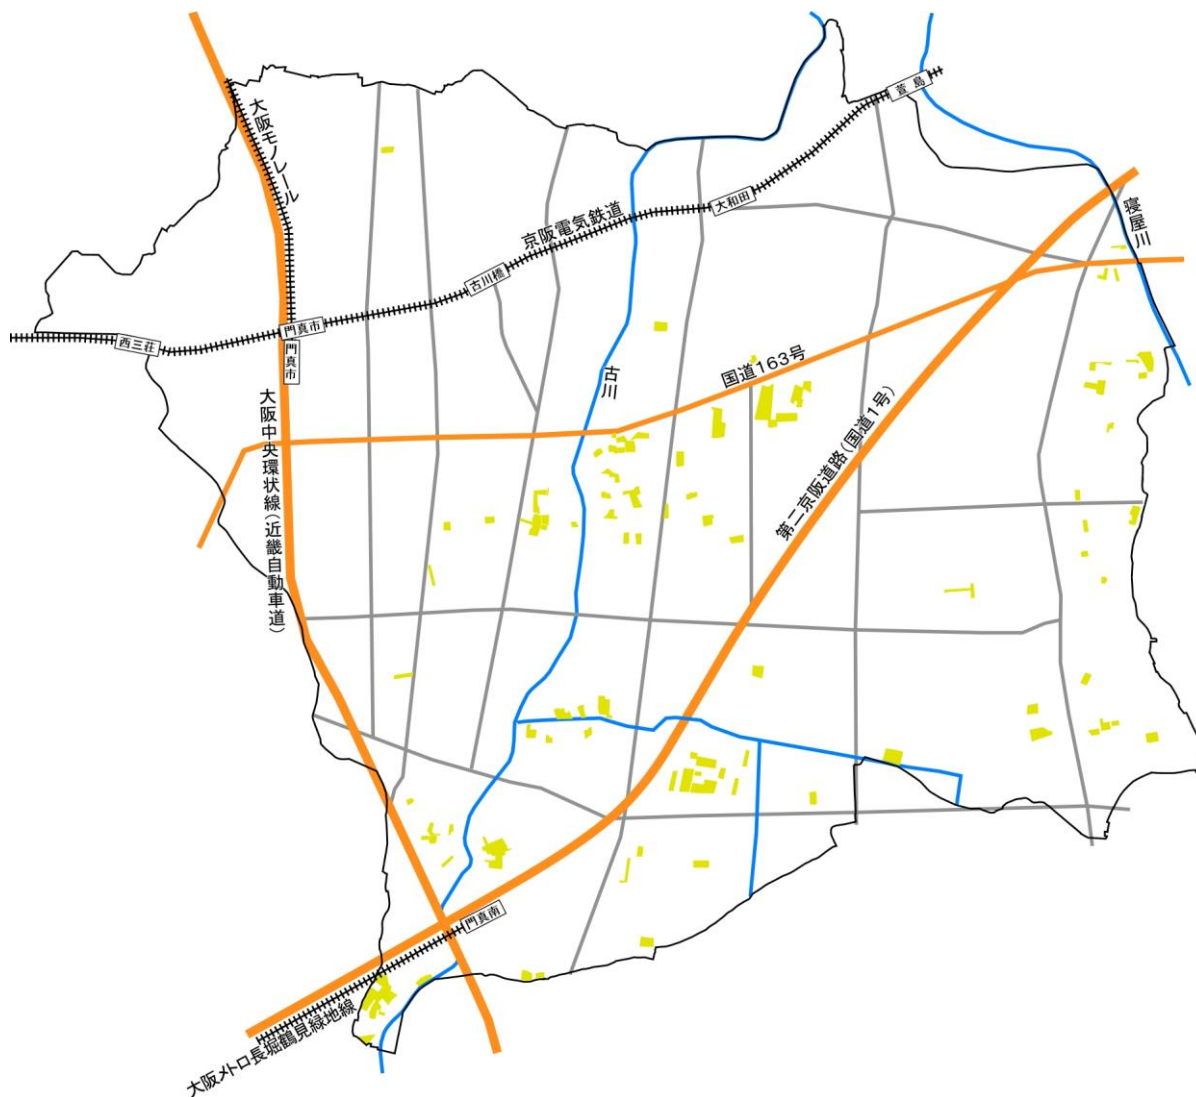 萱島
大阪モノレール
大和田
寝屋川
京阪電気鉄道
古川橋
門真市
西三荘
門真市
国道163号
古川
大阪中央環状線(近畿自動車道)
第二京阪道路(国道1号)
門真南
大阪メトロ長堀鶴見緑地線